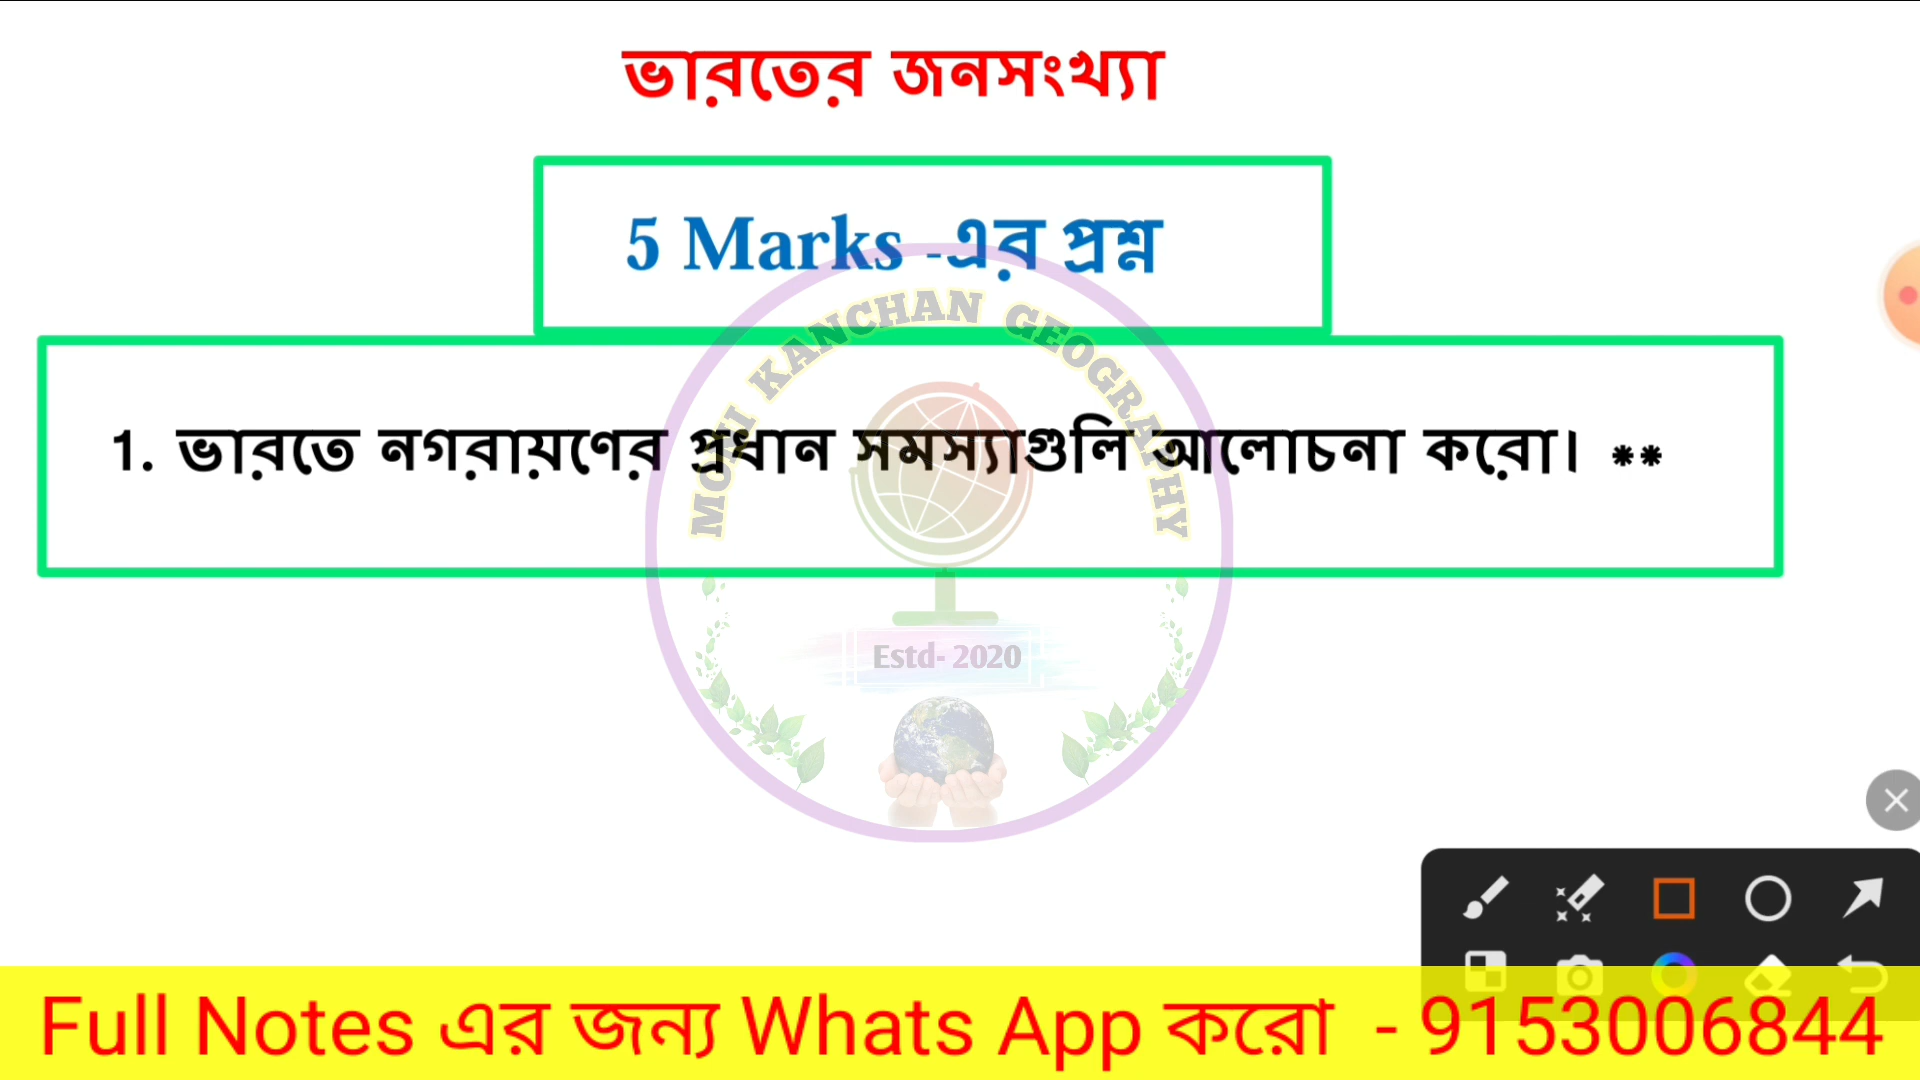 ভারতের জনসংখ্যা
5 Marks -এর প্রশ্ন
MONI KANCHAN GEOGRAPHY
1. ভারতে নগরায়ণের প্রধান সমস্যাগুলি আলোচনা করো। **
Estd- 2020
Full Notes এর জন্য Whats App করো - 9153006844